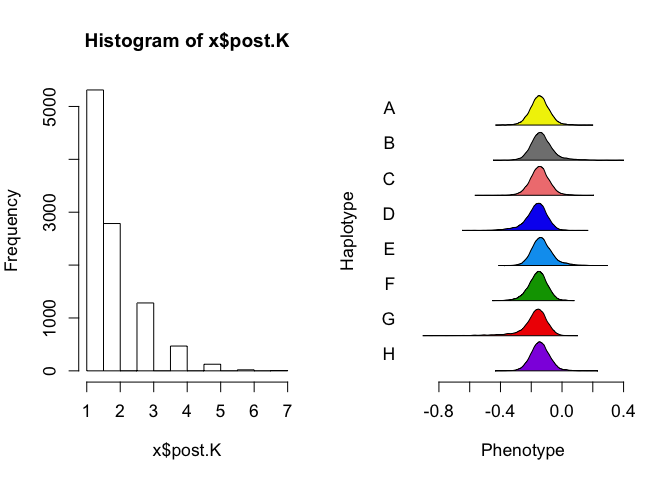 Histogram of x$post.K
Frequency
0
1000
3000
5000
1 2 3 4 5 6 7
x$post.K
Haplotype
A
B
C
D
E
F
G
H
-0.8 -0.4 0.0 0.4
Phenotype